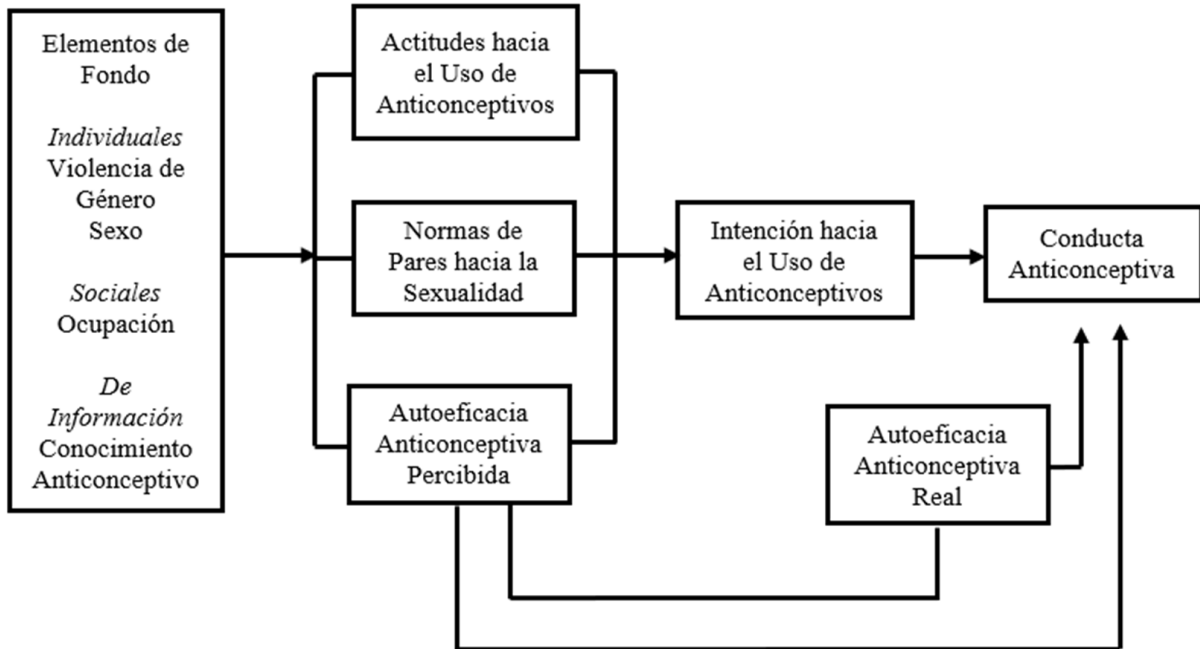 Elementos de
Fondo
Individuales
Violencia de
Género
Sexo
Sociales
Ocupación
De
Información
Conocimiento
Anticonceptivo
Actitudes hacia
el Uso de
Anticonceptivos
Normas de
Pares hacia la
Sexualidad
Autoeficacia
Anticonceptiva
Percibida
Intención hacia
el Uso de
Anticonceptivos
Conducta
Anticonceptiva
Autoeficacia
Anticonceptiva
Real